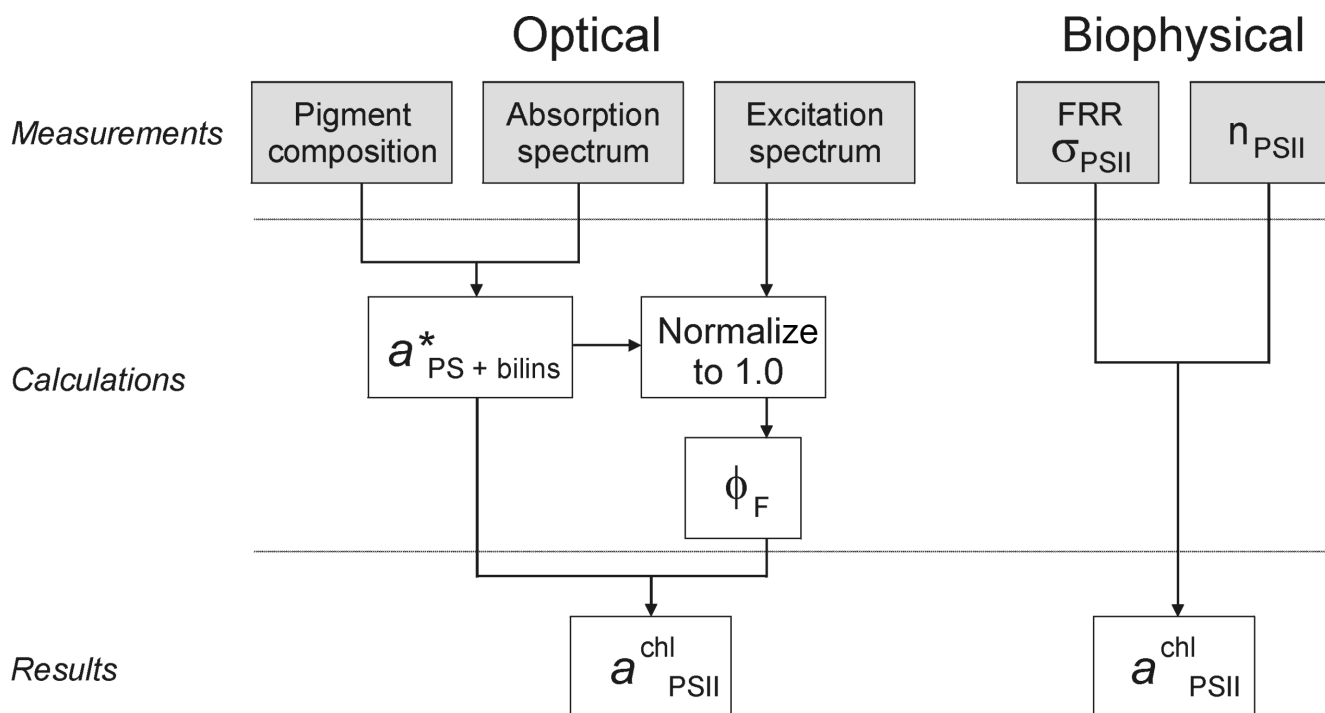 Optical
Biophysical
Measurements
Pigment
composition
Absorption
spectrum
Excitation
spectrum
FRR
σPSII
nPSII
Calculations
a*PS + bilins
Normalize
to 1.0
ϕF
Results
achlPSII
achlPSII